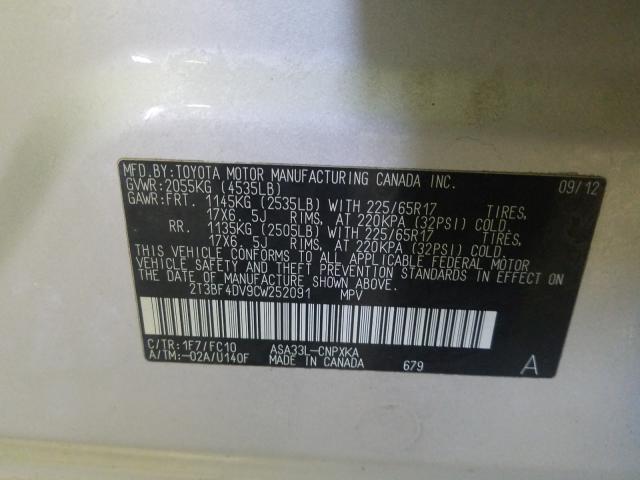 MFD.BY:TOYOTA MOTOR MANUFACTURING CANADA INC. 09/12
GVWR:2055KG (4535LB)
GAWR:FRT. 1145KG (2535LB) WITH 225/65R17 TIRES,
17X6. 5J RIMS, AT 220KPA (32PSI) COLD.
RR. 1135KG (2505LB) WITH 225/65R17 TIRES,
17X6. 5J RIMS, AT 220KPA (32PSI) COLD.
THIS VEHICLE CONFORMS TO ALL APPLICABLE FEDERAL MOTOR
VEHICLE SAFETY AND THEFT PREVENTION STANDARDS IN EFFECT ON
THE DATE OF MANUFACTURE SHOWN ABOVE.
2T3BF4DV9CW252091 MPV
C/TR:1F7/FC10 ASA33L-CNPXKA
A/TM:-02A/U140F MADE IN CANADA 679 A